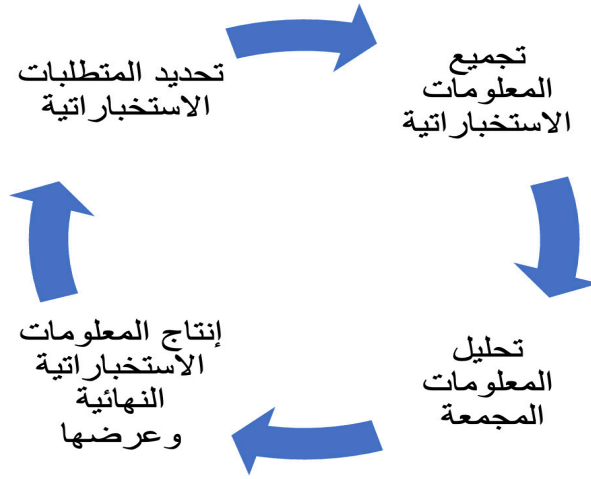 تحديد المتطلبات
الاستخباراتية
تجميع
المعلومات
الاستخباراتية
تحليل
المعلومات
المجمعة
إنتاج المعلومات
الاستخباراتية
النهائية
وعرضها